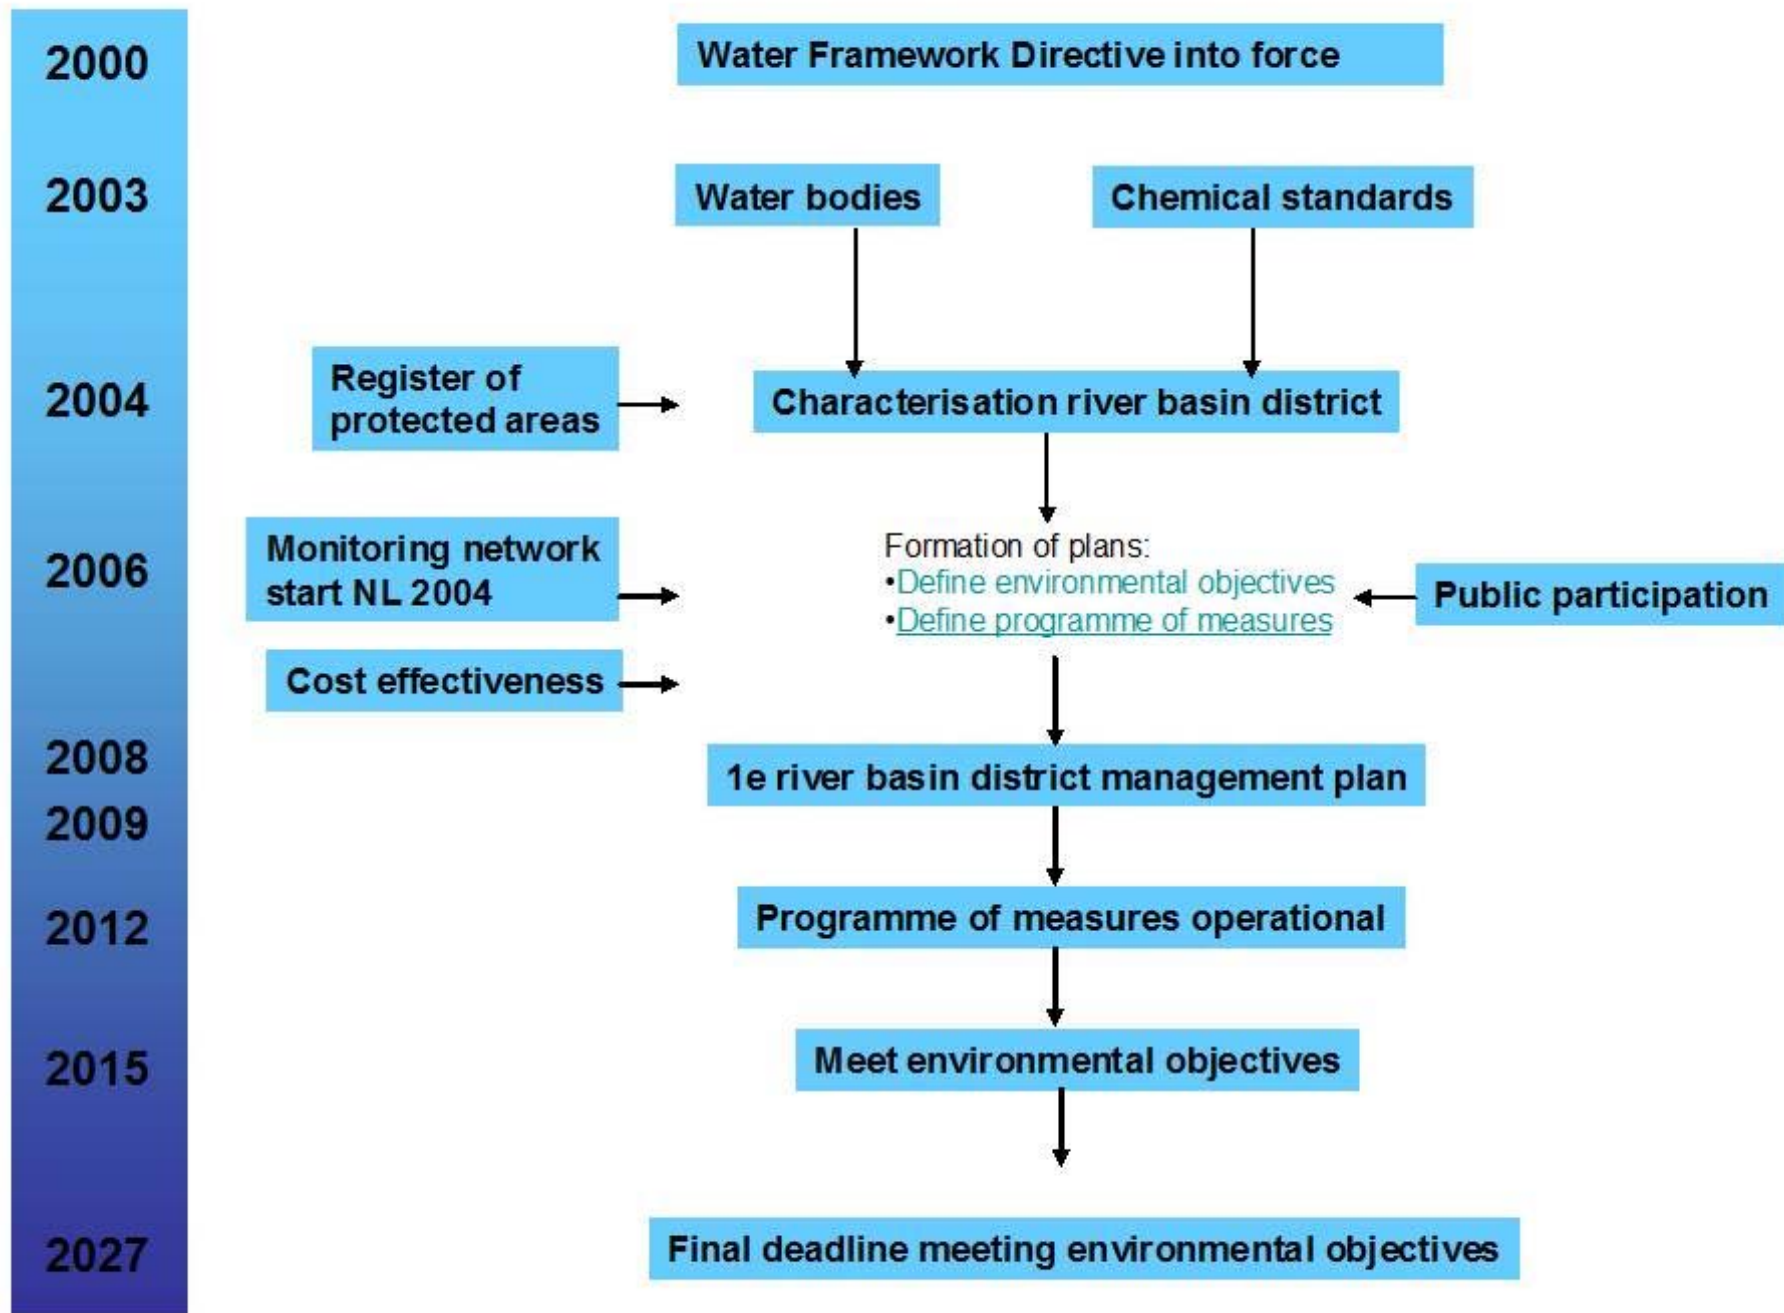 2000
Water Framework Directive into force
2003
Water bodies
Chemical standards
2004
Register of
protected areas
Characterisation river basin district
2006
Monitoring network
start NL 2004
Formation of plans:
•Define environmental objectives
•Define programme of measures
Public participation
Cost effectiveness
2008
1e river basin district management plan
2009
2012
Programme of measures operational
2015
Meet environmental objectives
2027
Final deadline meeting environmental objectives